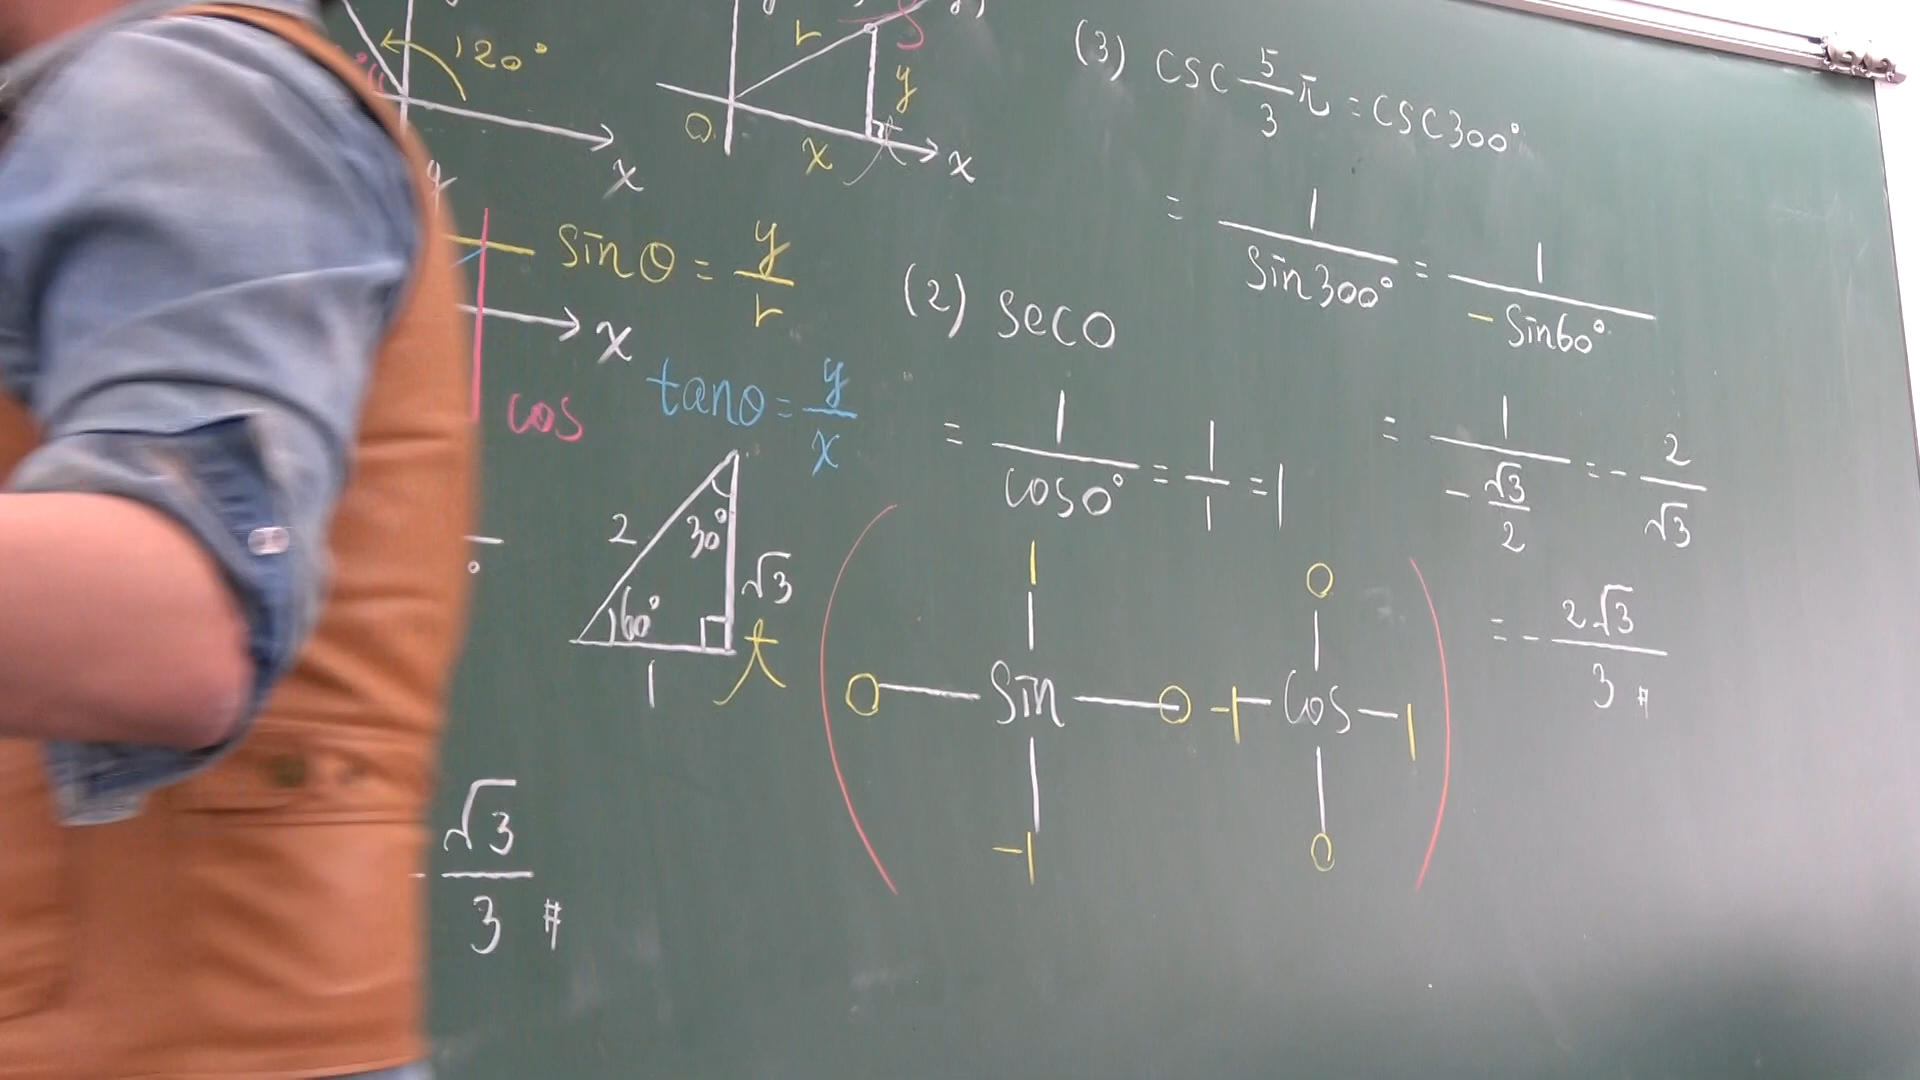 120°
x
r
y
O
x
x
sinθ = y/r
x
cos
tanθ = y/x
2
30°
60°
√3
1
√3/3 #
(2) sec0
= 1/cos0° = 1/1 = 1
1
0 sin 0
-1
0
-1 cos 1
0
(3) csc 5/3 π = csc300°
= 1/sin300° = 1/-sin60°
= 1/-√3/2 = - 2/√3
= - 2√3/3 #